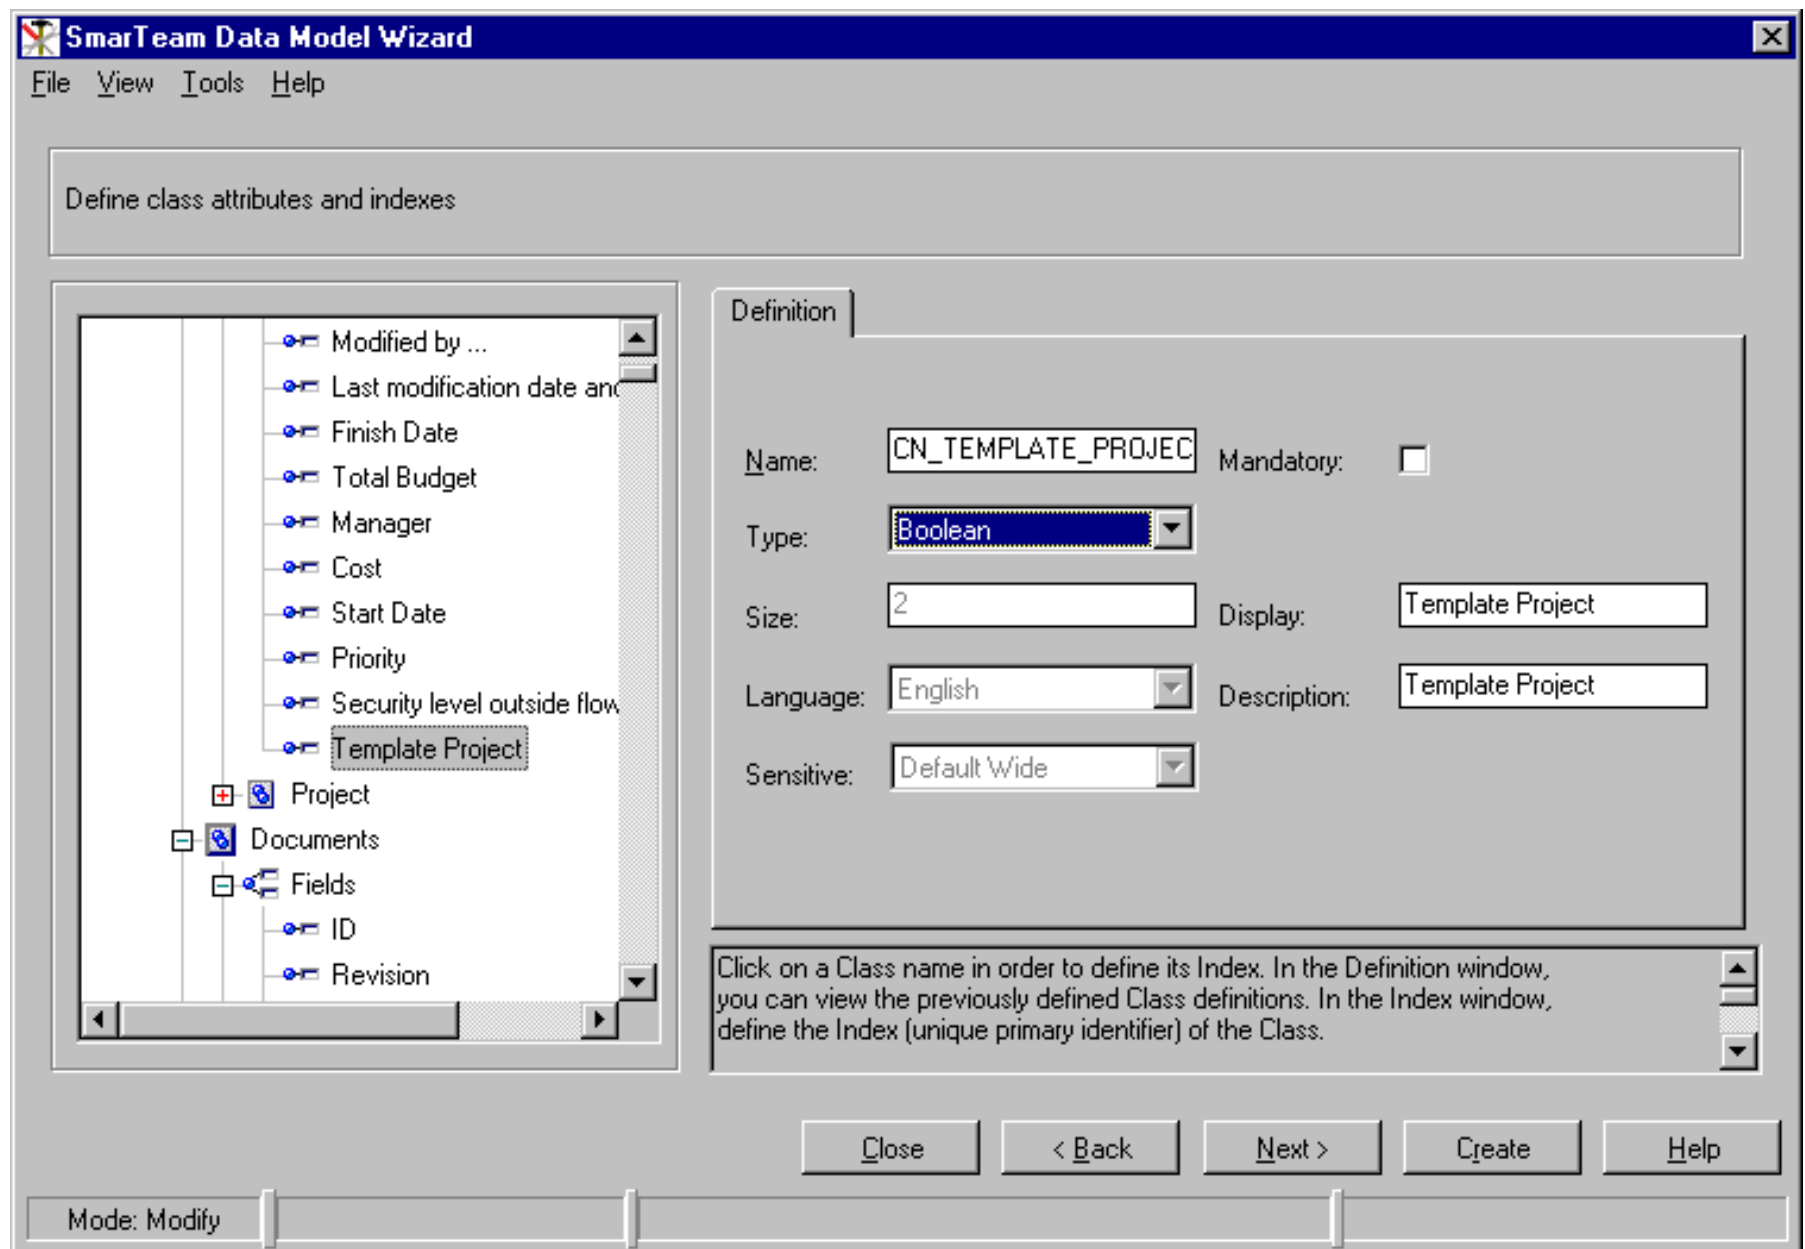 SmarTeam Data Model Wizard
File View Tools Help
Define class attributes and indexes
Modified by ...
Last modification date and
Finish Date
Total Budget
Manager
Cost
Start Date
Priority
Security level outside flow
Template Project
Project
Documents
Fields
ID
Revision
Definition
Name: CN_TEMPLATE_PROJEC Mandatory:
Type: Boolean
Size: 2 Display: Template Project
Language: English Description: Template Project
Sensitive: Default Wide
Click on a Class name in order to define its Index. In the Definition window,
you can view the previously defined Class definitions. In the Index window,
define the Index (unique primary identifier) of the Class.
Close < Back Next > Create Help
Mode: Modify